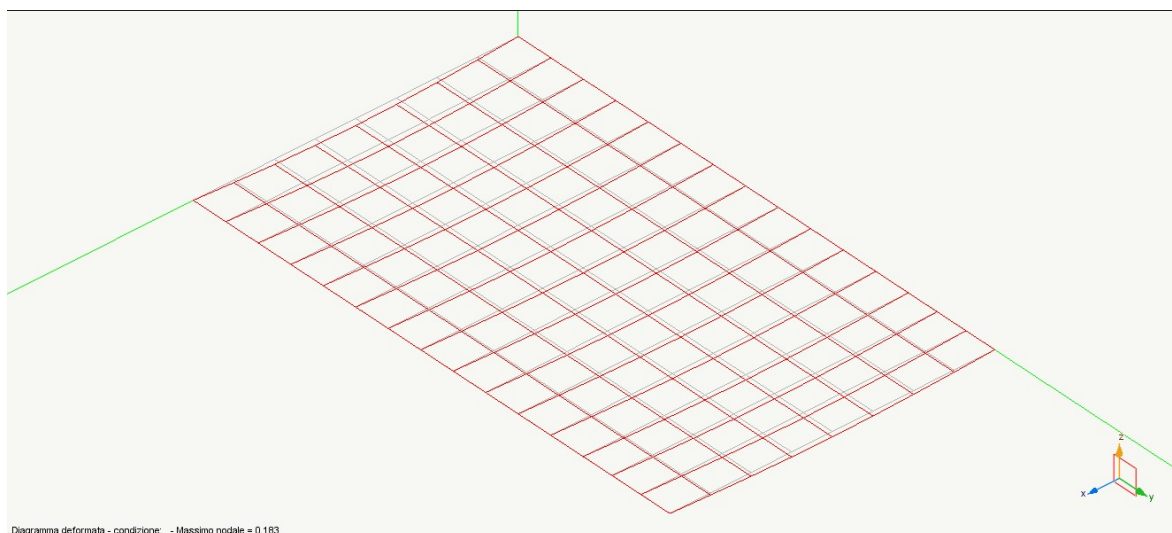 z
x
y
Diagramma deformata - condizione: - Massimo nodale = 0.183